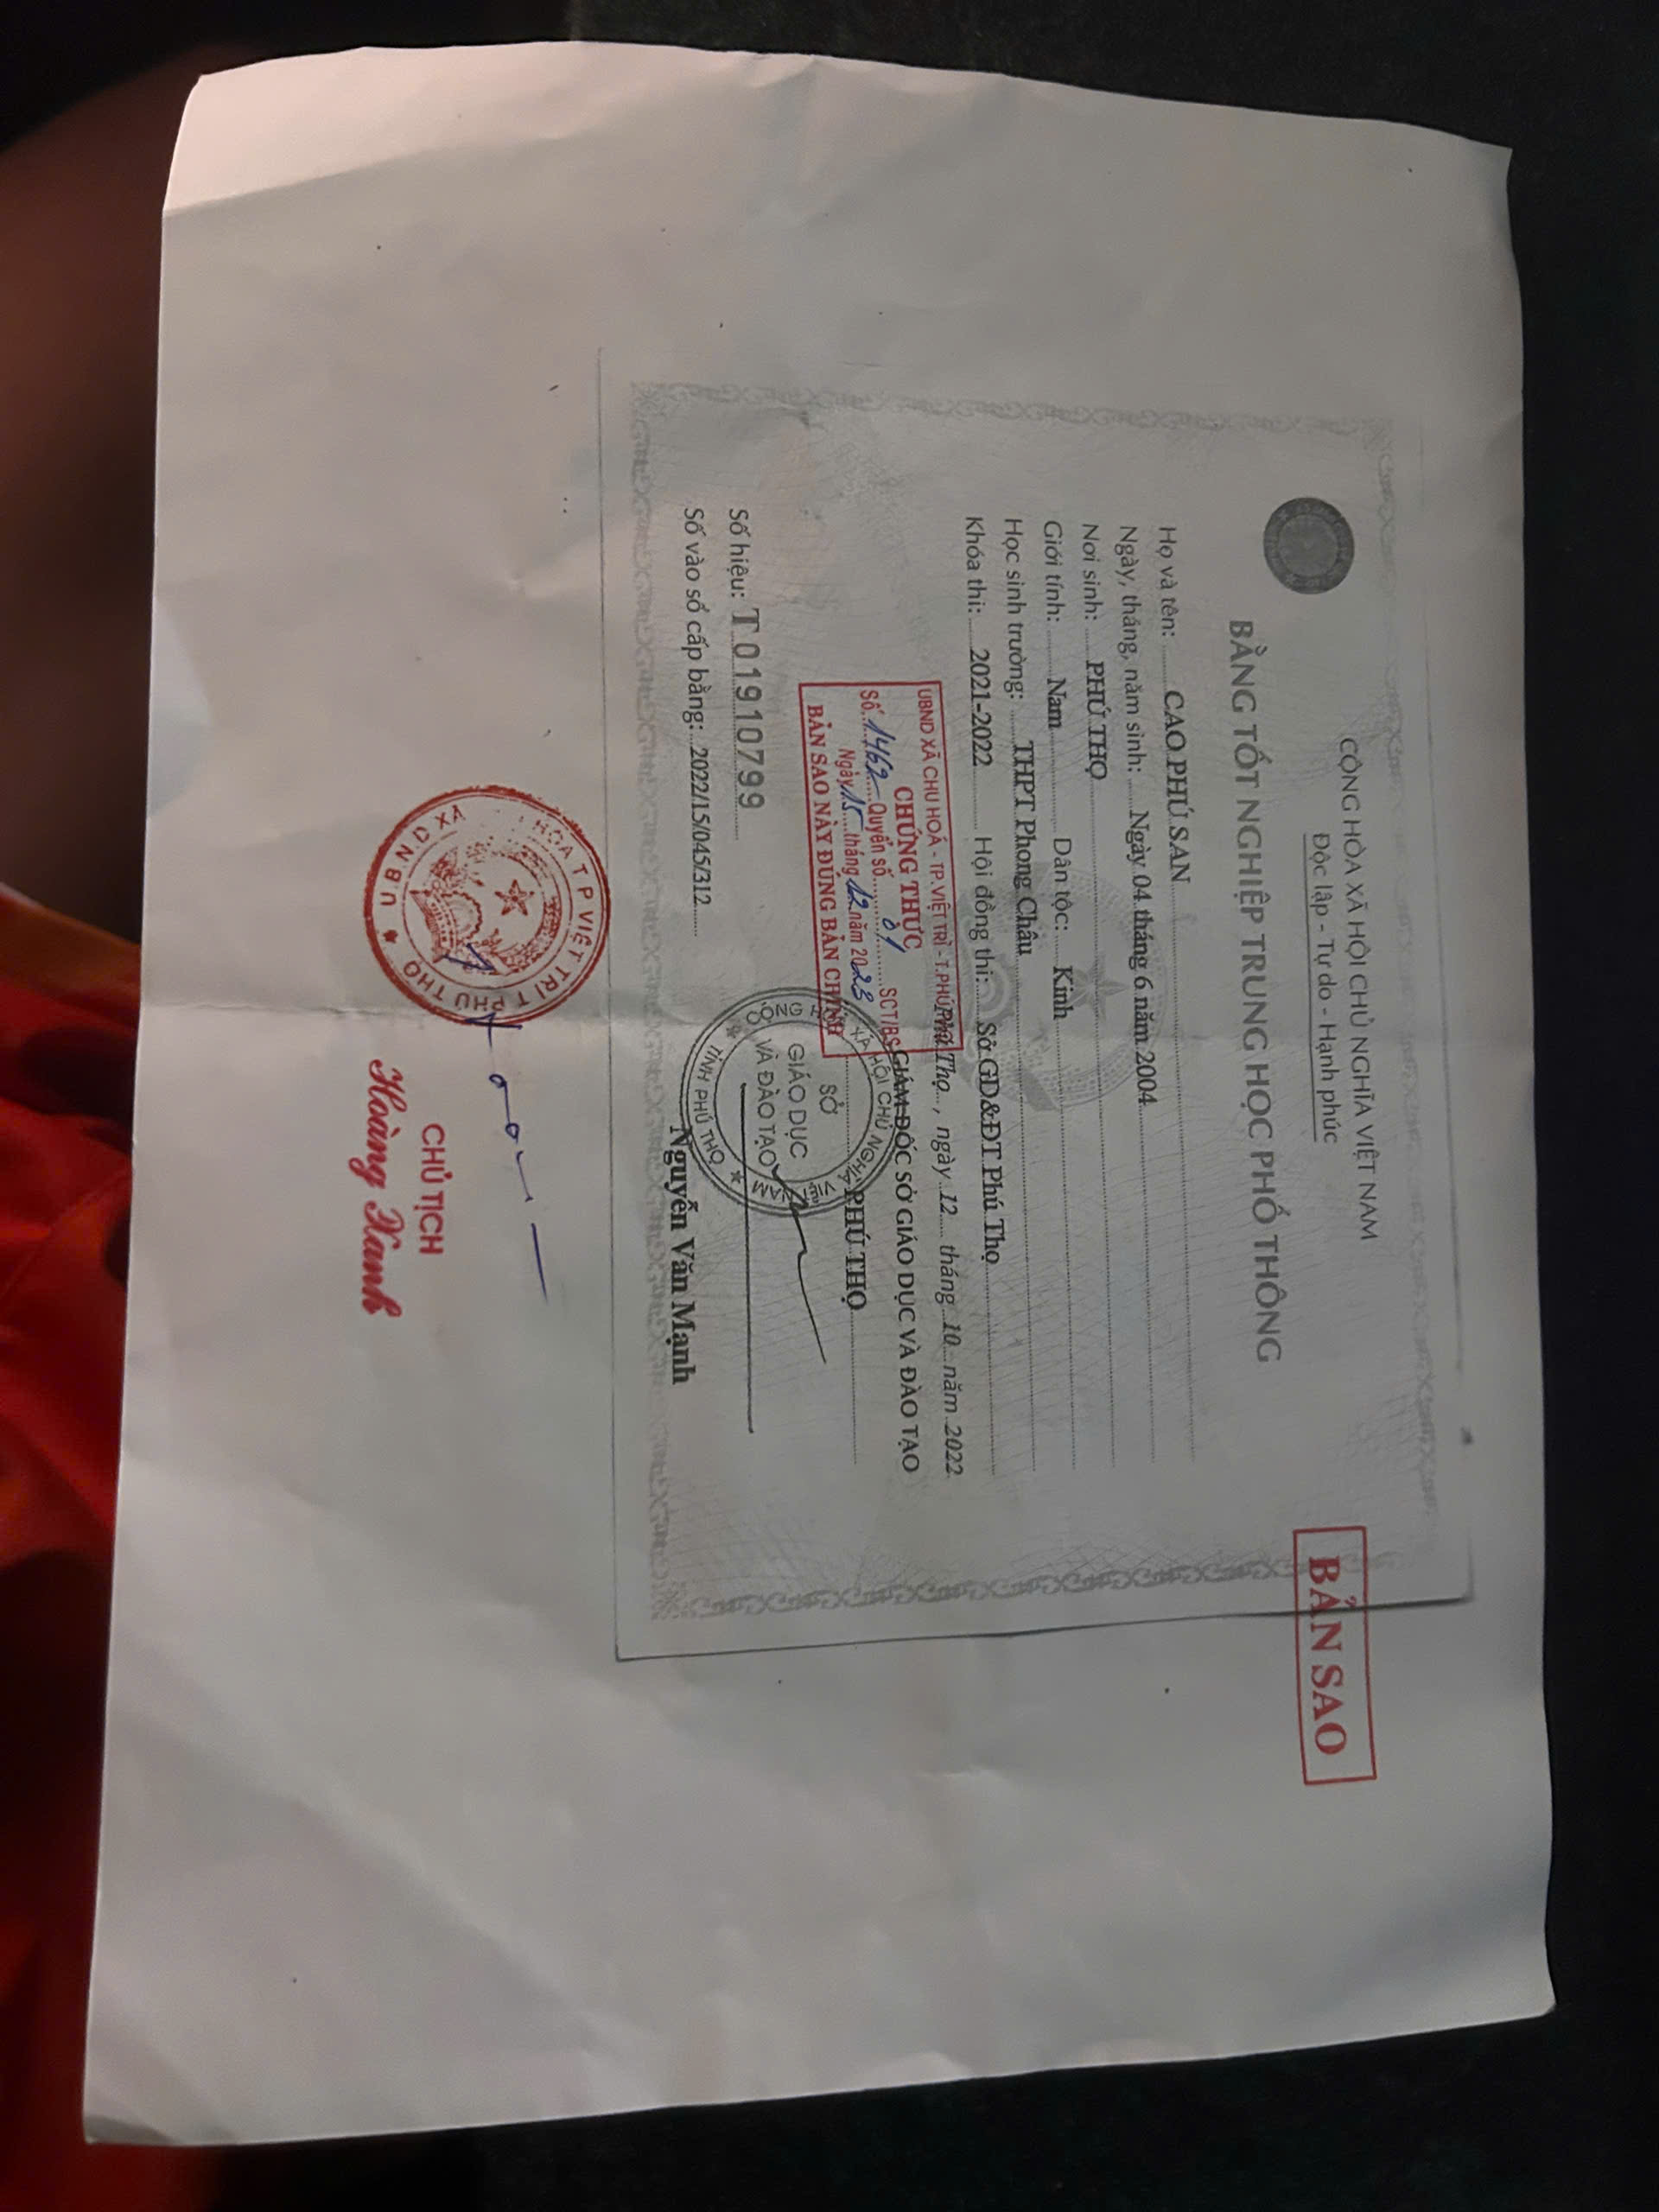 BẢN SAO
CỘNG HÒA XÃ HỘI CHỦ NGHĨA VIỆT NAM
Độc lập - Tự do - Hạnh phúc
BẰNG TỐT NGHIỆP TRUNG HỌC PHỔ THÔNG
Họ và tên: CAO PHÚ SAN
Ngày, tháng, năm sinh: Ngày 04 tháng 6 năm 2004
Nơi sinh: PHÚ THỌ
Giới tính: Nam Dân tộc: Kinh
Học sinh trường: THPT Phong Châu
Khóa thi: 2021-2022 Hội đồng thi: Sở GD&ĐT Phú Thọ
Phú Thọ, ngày 12 tháng 10 năm 2022
GIÁM ĐỐC SỞ GIÁO DỤC VÀ ĐÀO TẠO
PHÚ THỌ
UBND XÃ CHU HOÁ - TP.VIỆT TRÌ - T.PHÚ THỌ
CHỨNG THỰC
Số 1462 Quyển số 01 SCT/BS
Ngày 15 tháng 12 năm 2023
BẢN SAO NÀY ĐÚNG BẢN CHÍNH
CỘNG HÒA XÃ HỘI CHỦ NGHĨA VIỆT NAM
SỞ
GIÁO DỤC
VÀ ĐÀO TẠO
TỈNH PHÚ THỌ
Số hiệu: T01910799
Số vào sổ cấp bằng: 2022/15/045/312
Nguyễn Văn Mạnh
UBND XÃ HÓA T P VIỆT TRÌ T PHÚ THỌ
CHỦ TỊCH
Hoàng Xanh